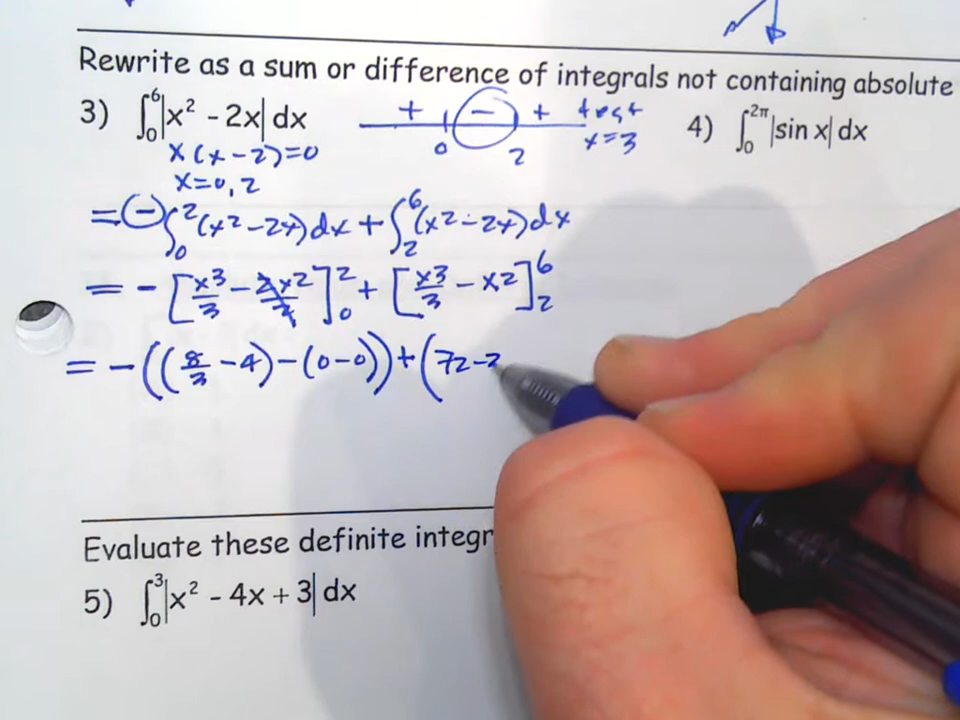 Rewrite as a sum or difference of integrals not containing absolute
3) ∫₀⁶|x² - 2x| dx
+ − + test
0 2 x=3
x(x-2)=0
x=0,2
4) ∫₀^2π |sin x| dx
= -∫₀²(x²-2x)dx + ∫₂⁶(x²-2x)dx
= -[x³/3 - 2x²/2]₀² + [x³/3 - x²]₂⁶
= -((8/3 - 4) - (0-0)) + (72-
Evaluate these definite integr
5) ∫₀³|x² - 4x + 3| dx